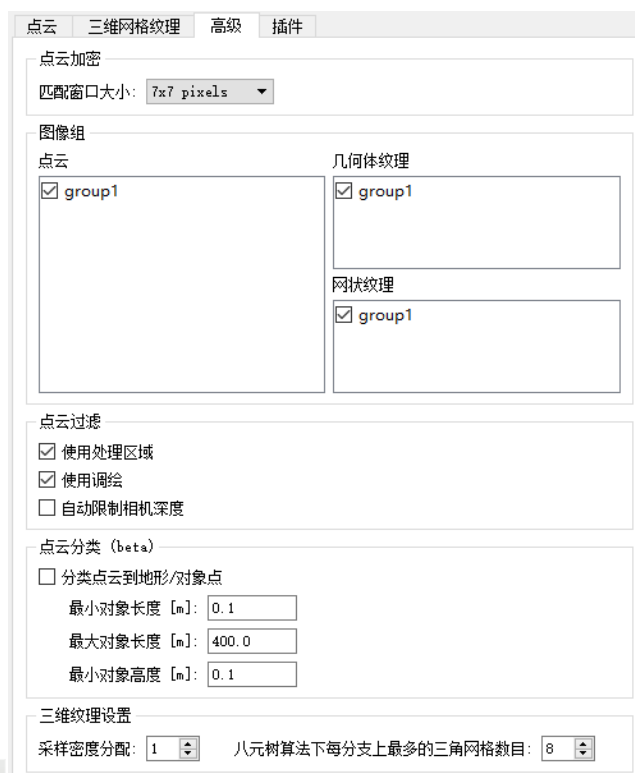 点云 三维网格纹理 高级 插件
点云加密
匹配窗口大小: 7x7 pixels
图像组
点云
group1
几何体纹理
group1
网状纹理
group1
点云过滤
使用处理区域
使用调绘
自动限制相机深度
点云分类 (beta)
分类点云到地形/对象点
最小对象长度 [m]: 0.1
最大对象长度 [m]: 400.0
最小对象高度 [m]: 0.1
三维纹理设置
采样密度分配: 1 八元树算法下每分支上最多的三角网格数目: 8